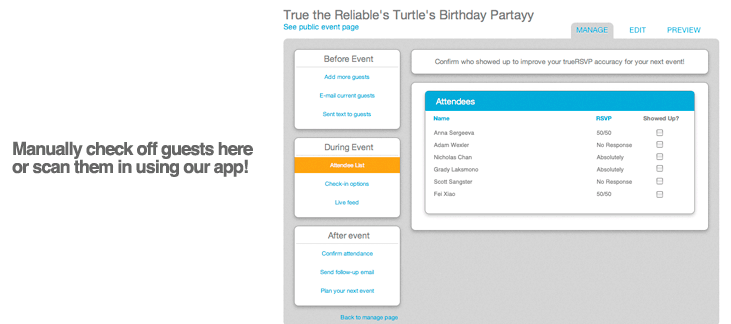 True the Reliable's Turtle's Birthday Partayy
See public event page
MANAGE EDIT PREVIEW
Manually check off guests here
or scan them in using our app!
Before Event
Add more guests
E-mail current guests
Sent text to guests
During Event
Attendee List
Check-in options
Live feed
After event
Confirm attendance
Send follow-up email
Plan your next event
Back to manage page
Confirm who showed up to improve your trueRSVP accuracy for your next event!
Attendees
Name RSVP Showed Up?
Anna Sergeeva 50/50
Adam Wexler No Response
Nicholas Chan Absolutely
Grady Lakamono Absolutely
Scott Sangster No Response
Fei Xiao 50/50